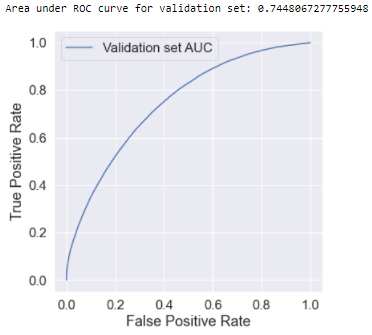 Area under ROC curve for validation set: 0.7448067277755948
Validation set AUC
True Positive Rate
1.0
0.8
0.6
0.4
0.2
0.0
0.0 0.2 0.4 0.6 0.8 1.0
False Positive Rate